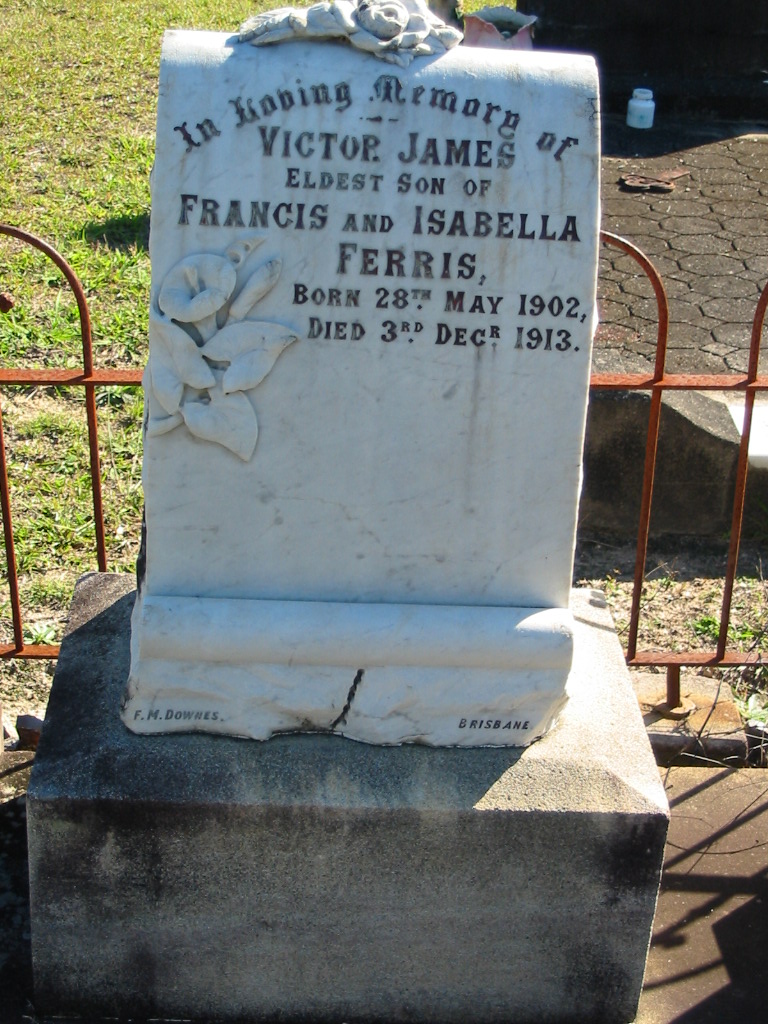 In Loving Memory of
VICTOR JAMES
ELDEST SON OF
FRANCIS AND ISABELLA
FERRIS,
BORN 28TH MAY 1902,
DIED 3RD DECR 1913.
F.M. DOWNES.
BRISBANE